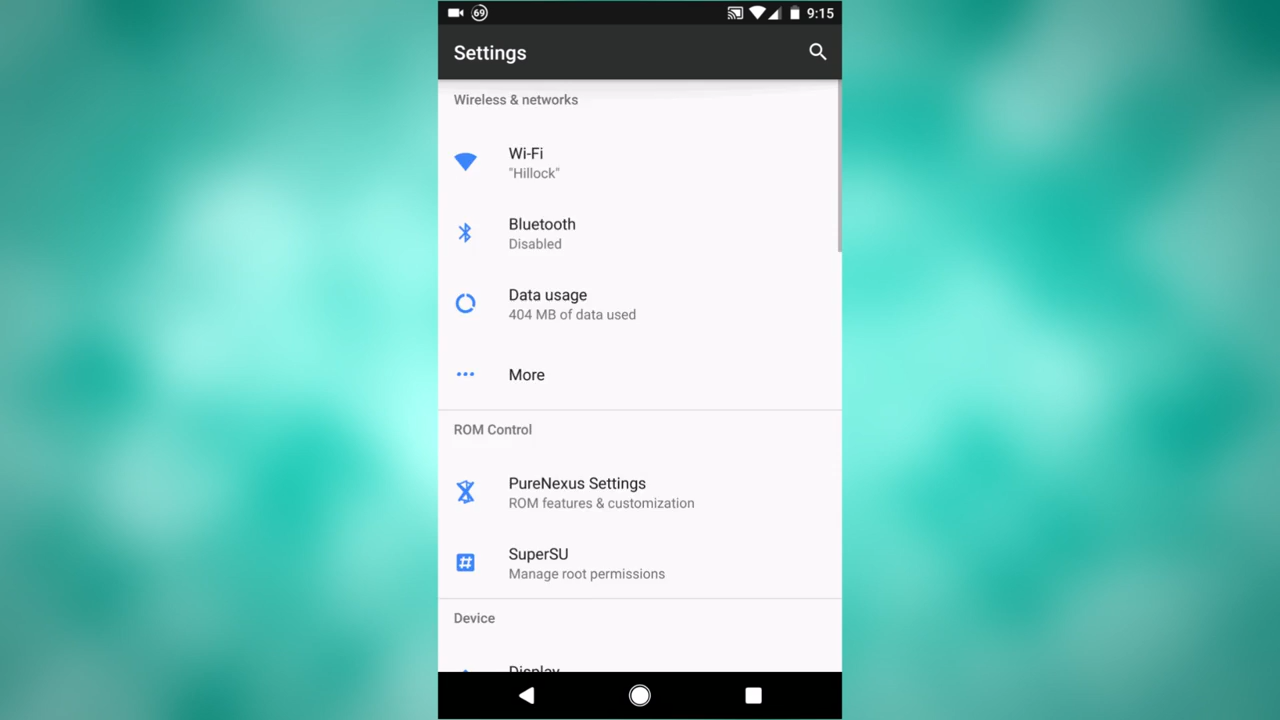 69
9:15
Settings
Wireless & networks
Wi-Fi
"Hillock"
Bluetooth
Disabled
Data usage
404 MB of data used
More
ROM Control
PureNexus Settings
ROM features & customization
SuperSU
Manage root permissions
Device
Display